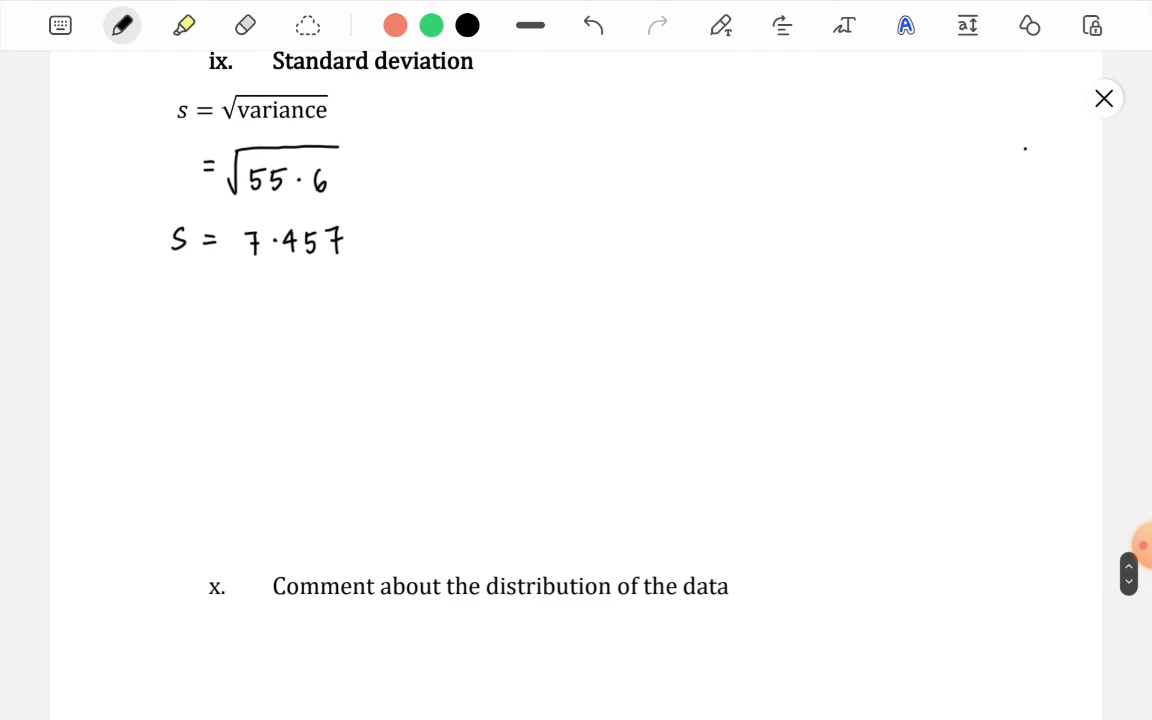 ix. Standard deviation
s = √variance
= √55·6
S = 7·457
x. Comment about the distribution of the data